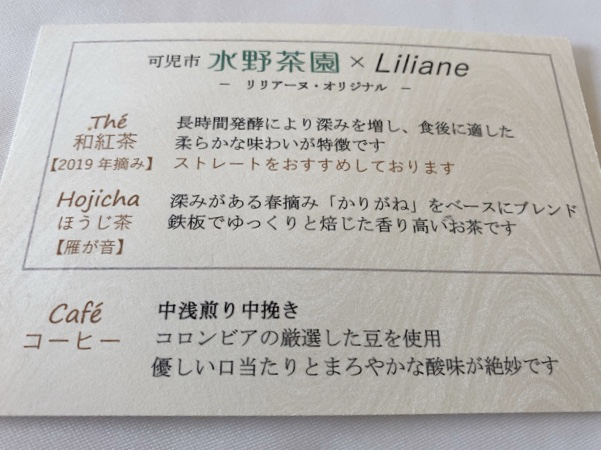 可児市 水野茶園 × Liliane
− リリアーヌ・オリジナル −
Thé 長時間発酵により深みを増し、食後に適した
和紅茶 柔らかな味わいが特徴です
【2019年摘み】 ストレートをおすすめしております
Hojicha 深みがある春摘み「かりがね」をベースにブレンド
ほうじ茶 鉄板でゆっくりと焙じた香り高いお茶です
【雁が音】
Café 中浅煎り中挽き
コーヒー コロンビアの厳選した豆を使用
優しい口当たりとまろやかな酸味が絶妙です